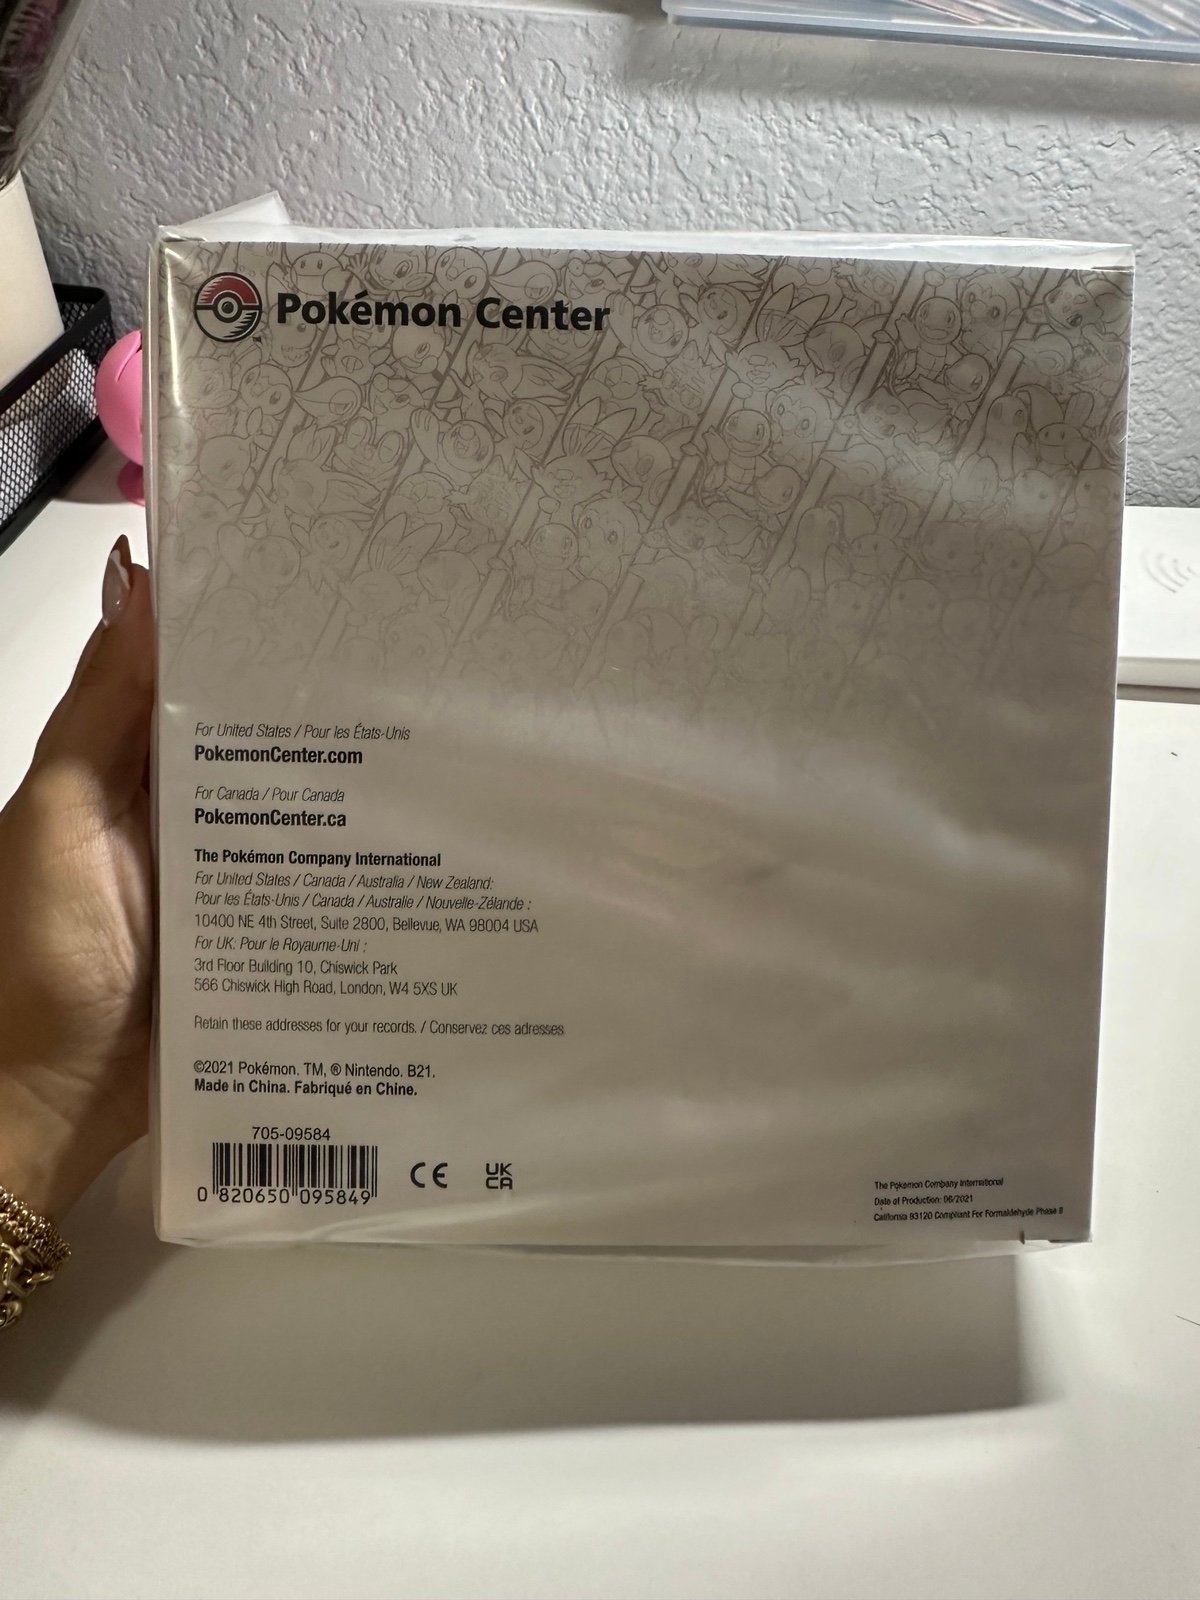 Pokémon Center
For United States / Pour les États-Unis
PokemonCenter.com
For Canada / Pour Canada
PokemonCenter.ca
The Pokémon Company International
For United States / Canada / Australia / New Zealand:
Pour les États-Unis / Canada / Australie / Nouvelle-Zélande :
10400 NE 4th Street, Suite 2800, Bellevue, WA 98004 USA
For UK: Pour le Royaume-Uni :
3rd Floor Building 10, Chiswick Park
566 Chiswick High Road, London, W4 5XS UK
Retain these addresses for your records. / Conservez ces adresses
©2021 Pokémon. TM, ® Nintendo. B21.
Made in China. Fabriqué en Chine.
705-09584
0 820650 095849
CE
UK
CA
The Pokemon Company International
Date of Production: 06/2021
California 93120 Compliant For Formaldehyde Phase II